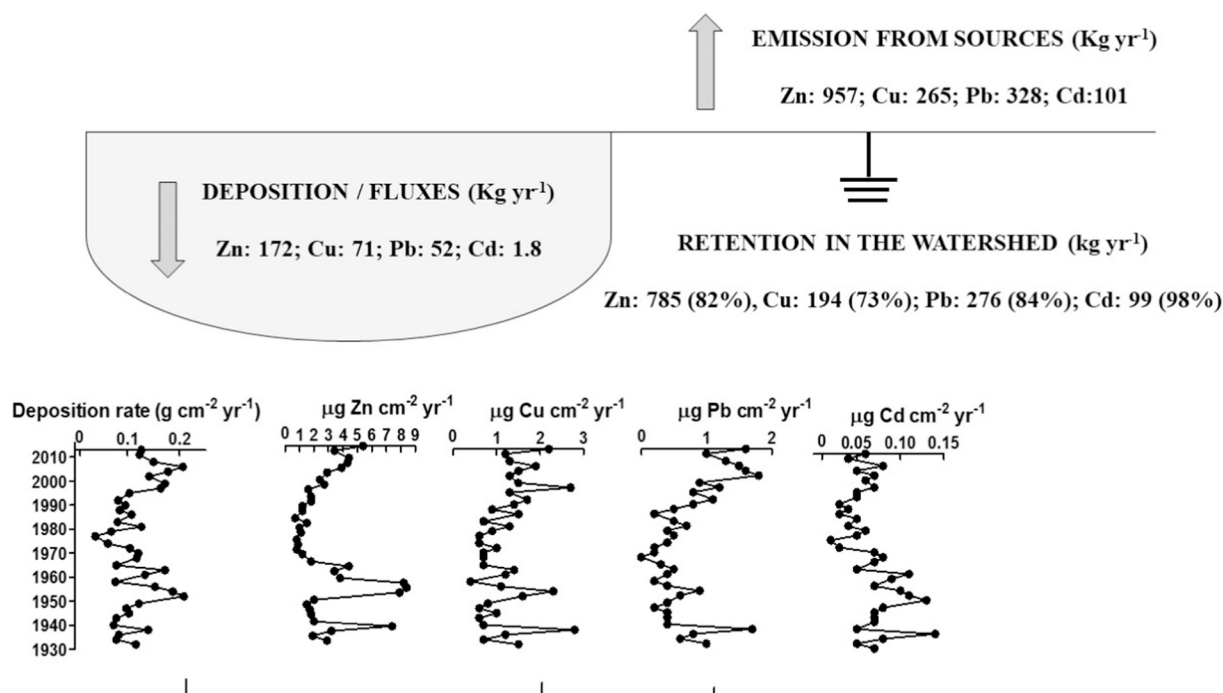 EMISSION FROM SOURCES (Kg yr⁻¹)
Zn: 957; Cu: 265; Pb: 328; Cd:101
DEPOSITION / FLUXES (Kg yr⁻¹)
Zn: 172; Cu: 71; Pb: 52; Cd: 1.8
RETENTION IN THE WATERSHED (kg yr⁻¹)
Zn: 785 (82%), Cu: 194 (73%); Pb: 276 (84%); Cd: 99 (98%)
Deposition rate (g cm⁻² yr⁻¹)
0 0.1 0.2
μg Zn cm⁻² yr⁻¹
0 1 2 3 4 5 6 7 8 9
μg Cu cm⁻² yr⁻¹
0 1 2 3
μg Pb cm⁻² yr⁻¹
0 1 2
μg Cd cm⁻² yr⁻¹
0 0.05 0.10 0.15
2010
2000
1990
1980
1970
1960
1950
1940
1930